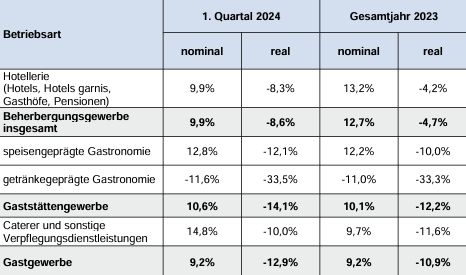 Betriebsart 1. Quartal 2024 Gesamtjahr 2023
nominal real nominal real
Hotellerie
(Hotels, Hotels garnis,
Gasthöfe, Pensionen) 9,9% -8,3% 13,2% -4,2%
Beherbergungsgewerbe
insgesamt 9,9% -8,6% 12,7% -4,7%
speisengeprägte Gastronomie 12,8% -12,1% 12,2% -10,0%
getränkegeprägte Gastronomie -11,6% -33,5% -11,0% -33,3%
Gaststättengewerbe 10,6% -14,1% 10,1% -12,2%
Caterer und sonstige
Verpflegungsdienstleistungen 14,8% -10,0% 9,7% -11,6%
Gastgewerbe 9,2% -12,9% 9,2% -10,9%